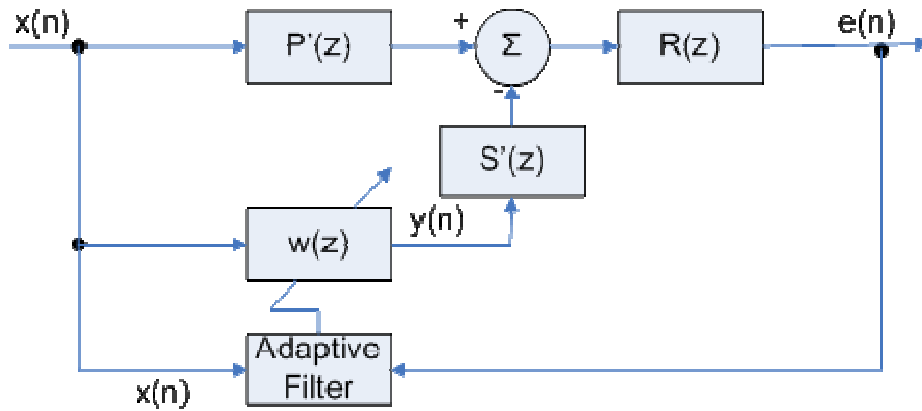 x(n)
P'(z)
+
Σ
R(z)
e(n)
-
S'(z)
w(z)
y(n)
Adaptive
Filter
x(n)